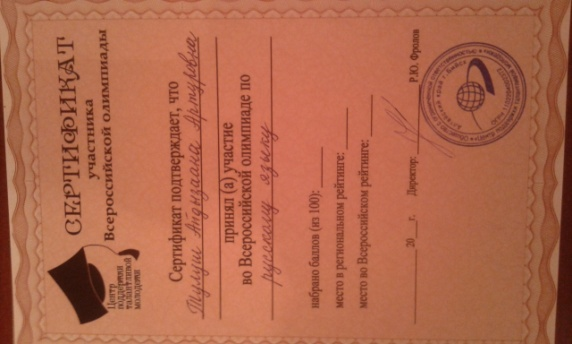 Центр
поддержки
талантливой
молодежи
СЕРТИФИКАТ
участника
Всероссийской олимпиады
Сертификат подтверждает, что
Артуровна
принял (а) участие
во Всероссийской олимпиаде по
русскому языку
набрано баллов (из 100):
место в региональном рейтинге:
место во Всероссийском рейтинге:
20 г. Директор: Р.Ю. Фролов